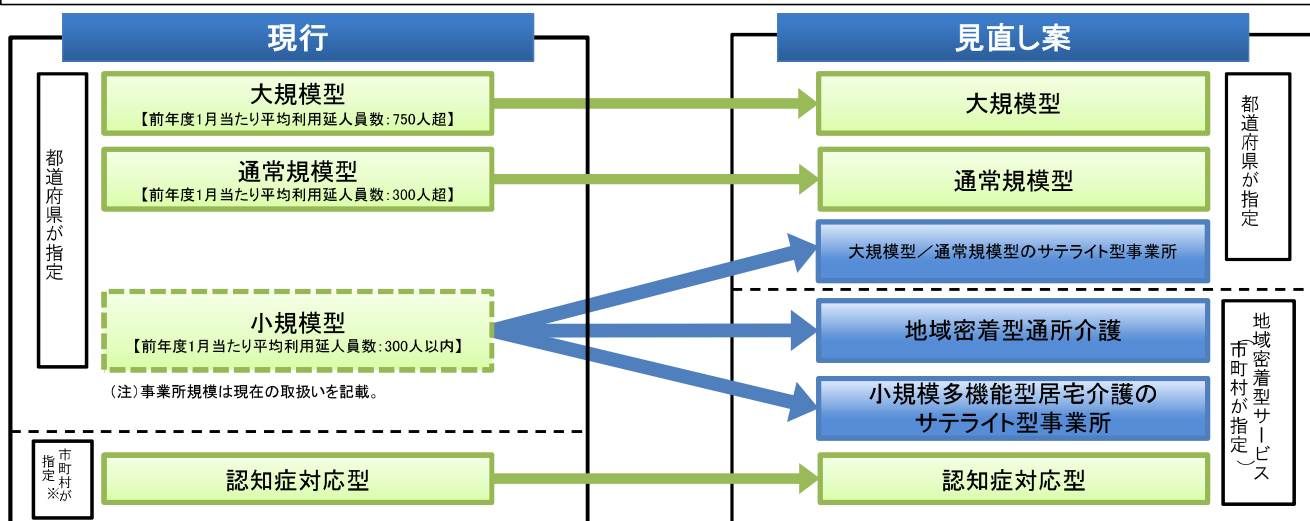 現行
都道府県が指定
大規模型
【前年度1月当たり平均利用延人員数:750人超】
通常規模型
【前年度1月当たり平均利用延人員数:300人超】
小規模型
【前年度1月当たり平均利用延人員数:300人以内】
(注)事業所規模は現在の取扱いを記載。
市町村が
指定※
認知症対応型
見直し案
大規模型
通常規模型
大規模型/通常規模型のサテライト型事業所
都道府県が指定
地域密着型通所介護
小規模多機能型居宅介護の
サテライト型事業所
認知症対応型
地域密着型サービス
(市町村が指定)